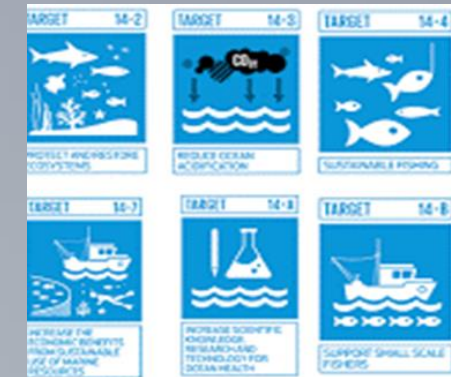 TARGET 14-2
PROTECT AND RESTORE
ECOSYSTEMS
TARGET 14-3
CO₂
REDUCE OCEAN
ACIDIFICATION
TARGET 14-4
SUSTAINABLE FISHING
TARGET 14-7
INCREASE THE
ECONOMIC BENEFITS
FROM SUSTAINABLE
USE OF MARINE
RESOURCES
TARGET 14-A
INCREASE SCIENTIFIC
KNOWLEDGE,
RESEARCH AND
TECHNOLOGY FOR
OCEAN HEALTH
TARGET 14-B
SUPPORT SMALL SCALE
FISHERS